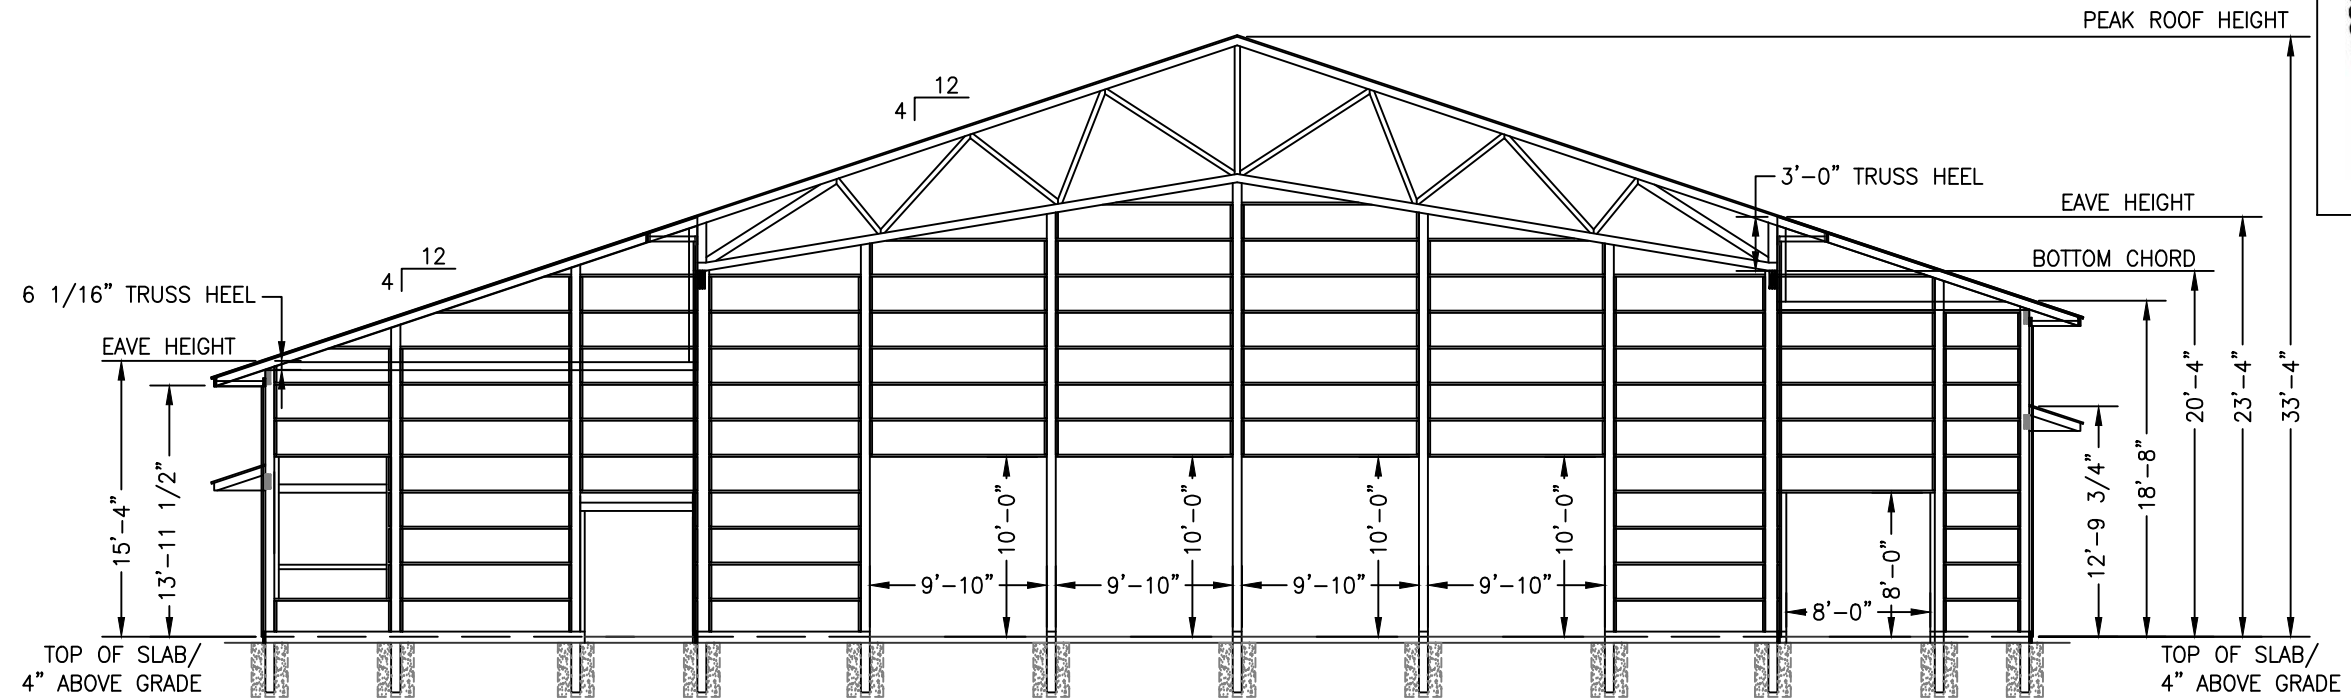 PEAK ROOF HEIGHT
12
4
3'-0" TRUSS HEEL
EAVE HEIGHT
12
4
BOTTOM CHORD
6 1/16" TRUSS HEEL
EAVE HEIGHT
15'-4"
13'-11 1/2"
10'-0"
10'-0"
10'-0"
10'-0"
9'-10"
9'-10"
9'-10"
9'-10"
8'-0"
8'-0"
12'-9 3/4"
18'-8"
20'-4"
23'-4"
33'-4"
TOP OF SLAB/
4" ABOVE GRADE
TOP OF SLAB/
4" ABOVE GRADE